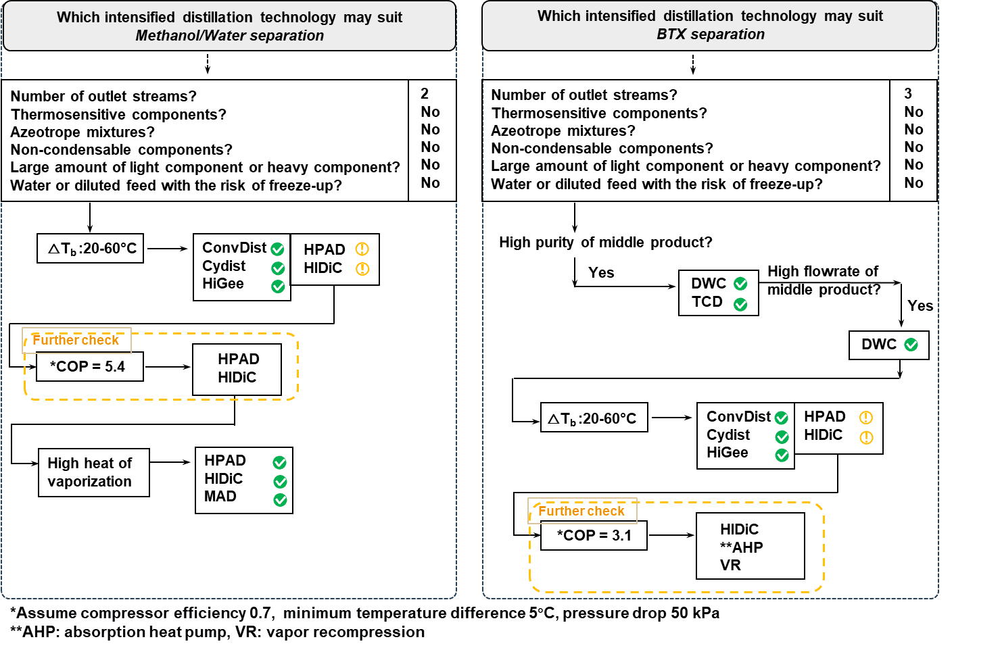 Which intensified distillation technology may suit
Methanol/Water separation
Number of outlet streams? 2
Thermosensitive components? No
Azeotrope mixtures? No
Non-condensable components? No
Large amount of light component or heavy component? No
Water or diluted feed with the risk of freeze-up? No
△Tb:20-60°C
ConvDist
Cydist
HiGee
HPAD
HIDiC
Further check
*COP = 5.4
HPAD
HIDiC
High heat of
vaporization
HPAD
HIDiC
MAD
Which intensified distillation technology may suit
BTX separation
Number of outlet streams? 3
Thermosensitive components? No
Azeotrope mixtures? No
Non-condensable components? No
Large amount of light component or heavy component? No
Water or diluted feed with the risk of freeze-up? No
High purity of middle product?
Yes
DWC
TCD
High flowrate of
middle product?
Yes
DWC
△Tb:20-60°C
ConvDist
Cydist
HiGee
HPAD
HIDiC
Further check
*COP = 3.1
HIDiC
**AHP
VR
*Assume compressor efficiency 0.7, minimum temperature difference 5°C, pressure drop 50 kPa
**AHP: absorption heat pump, VR: vapor recompression